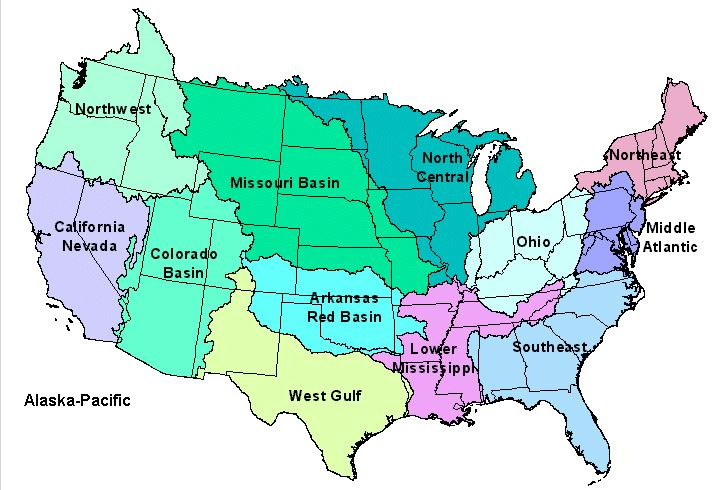 Northwest
Missouri Basin
North
Central
Northeast
California
Nevada
Colorado
Basin
Ohio
Middle
Atlantic
Arkansas
Red Basin
Lower
Mississippi
Southeast
West Gulf
Alaska-Pacific